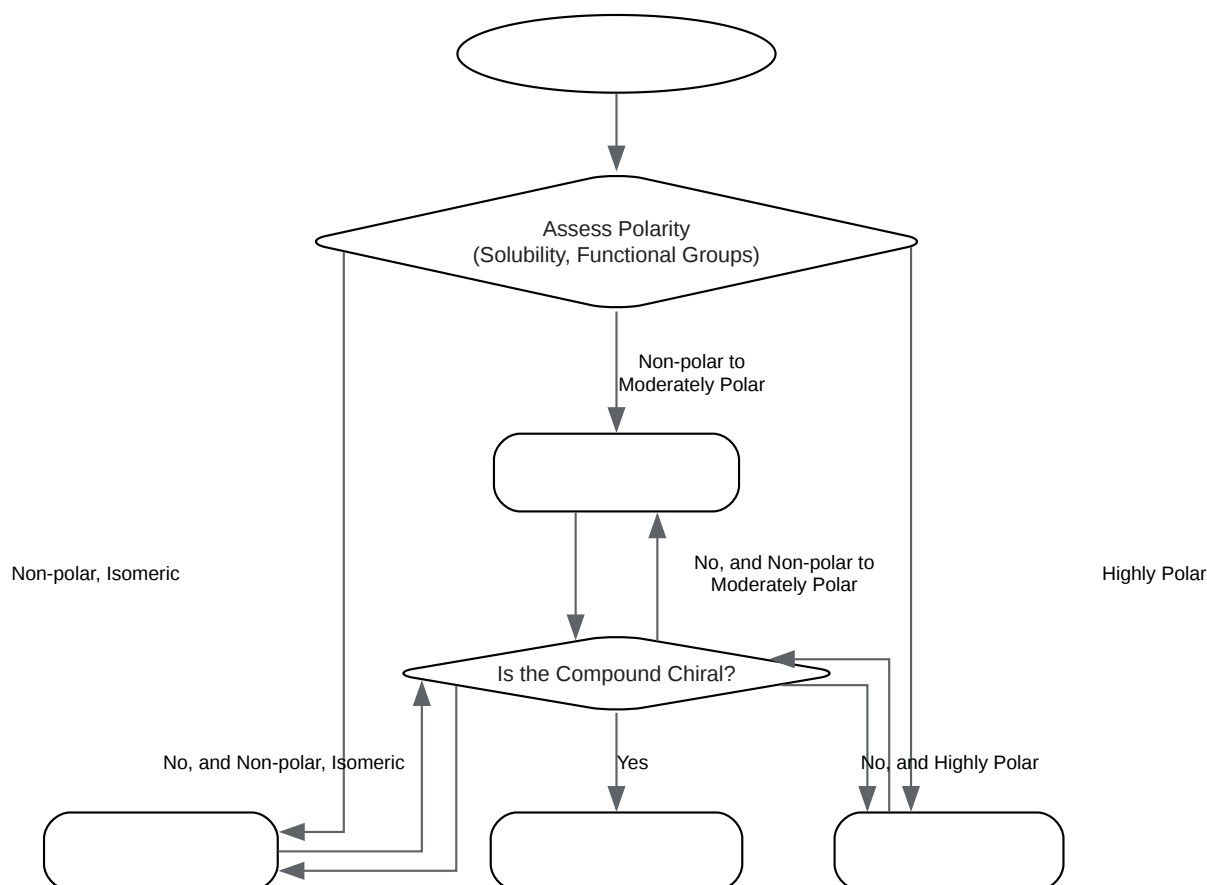 Assess Polarity
(Solubility, Functional Groups)
Non-polar to
Moderately Polar
Non-polar, Isomeric
No, and Non-polar to
Moderately Polar
Highly Polar
Is the Compound Chiral?
No, and Non-polar, Isomeric
Yes
No, and Highly Polar